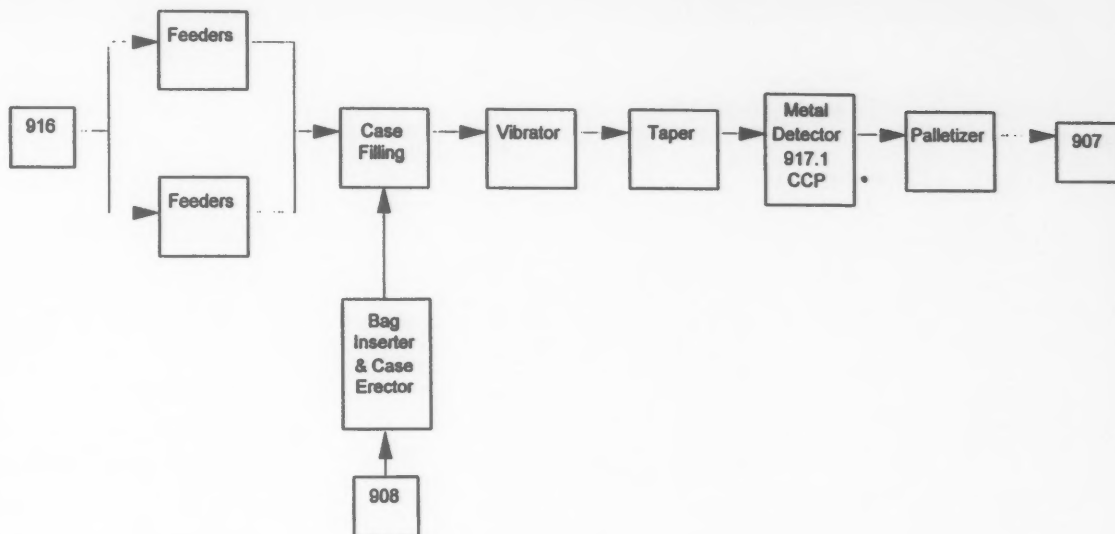 Feeders
916
Feeders
Case
Filling
Vibrator
Taper
Metal
Detector
917.1
CCP
Palletizer
907
Bag
Inserter
& Case
Erector
908